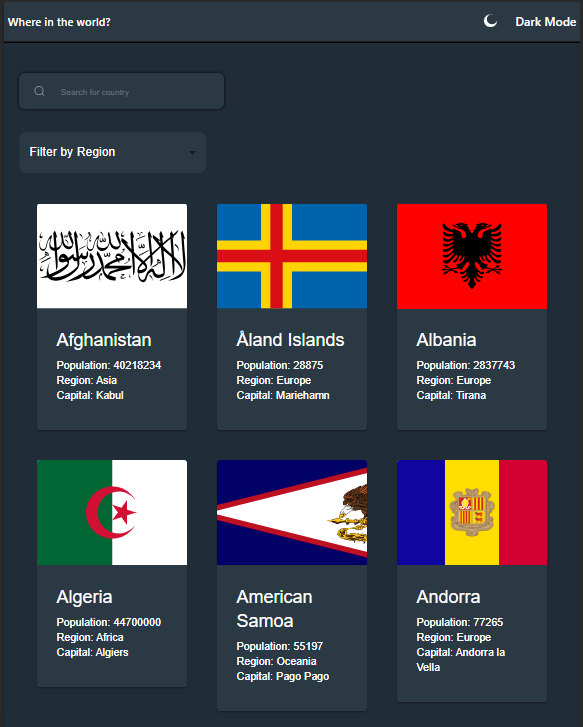 Where in the world?
Dark Mode
Search for country
Filter by Region
لا إله إلا الله محمد رسول الله
Afghanistan
Population: 40218234
Region: Asia
Capital: Kabul
Åland Islands
Population: 28875
Region: Europe
Capital: Mariehamn
Albania
Population: 2837743
Region: Europe
Capital: Tirana
Algeria
Population: 44700000
Region: Africa
Capital: Algiers
American
Samoa
Population: 55197
Region: Oceania
Capital: Pago Pago
Andorra
Population: 77265
Region: Europe
Capital: Andorra la
Vella